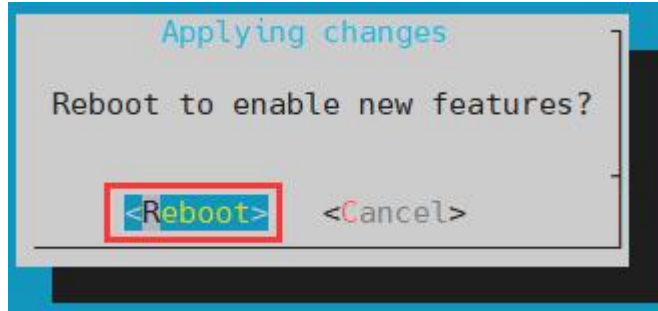 Applying changes
Reboot to enable new features?
<Reboot> <Cancel>